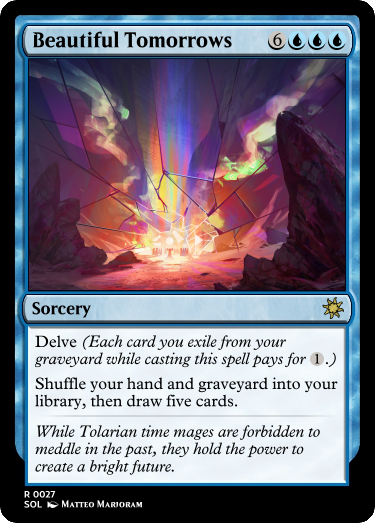 Beautiful Tomorrows 6
Sorcery
Delve (Each card you exile from your
graveyard while casting this spell pays for 1.)
Shuffle your hand and graveyard into your
library, then draw five cards.
While Tolarian time mages are forbidden to
meddle in the past, they hold the power to
create a bright future.
R 0027
SOL Matteo Marjoram